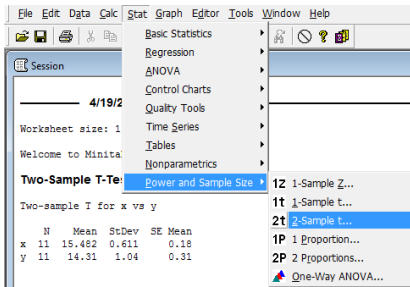 File Edit Data Calc Stat Graph Editor Tools Window Help
Basic Statistics
Regression
ANOVA
Control Charts
Quality Tools
Time Series
Tables
Nonparametrics
Power and Sample Size
1Z 1-Sample Z...
1t 1-Sample t...
2t 2-Sample t...
1P 1 Proportion...
2P 2 Proportions...
One-Way ANOVA...
Session
4/19/2
Worksheet size: 1
Welcome to Minita
Two-Sample T-Te
Two-sample T for x vs y
N Mean StDev SE Mean
x 11 15.482 0.611 0.18
y 11 14.31 1.04 0.31